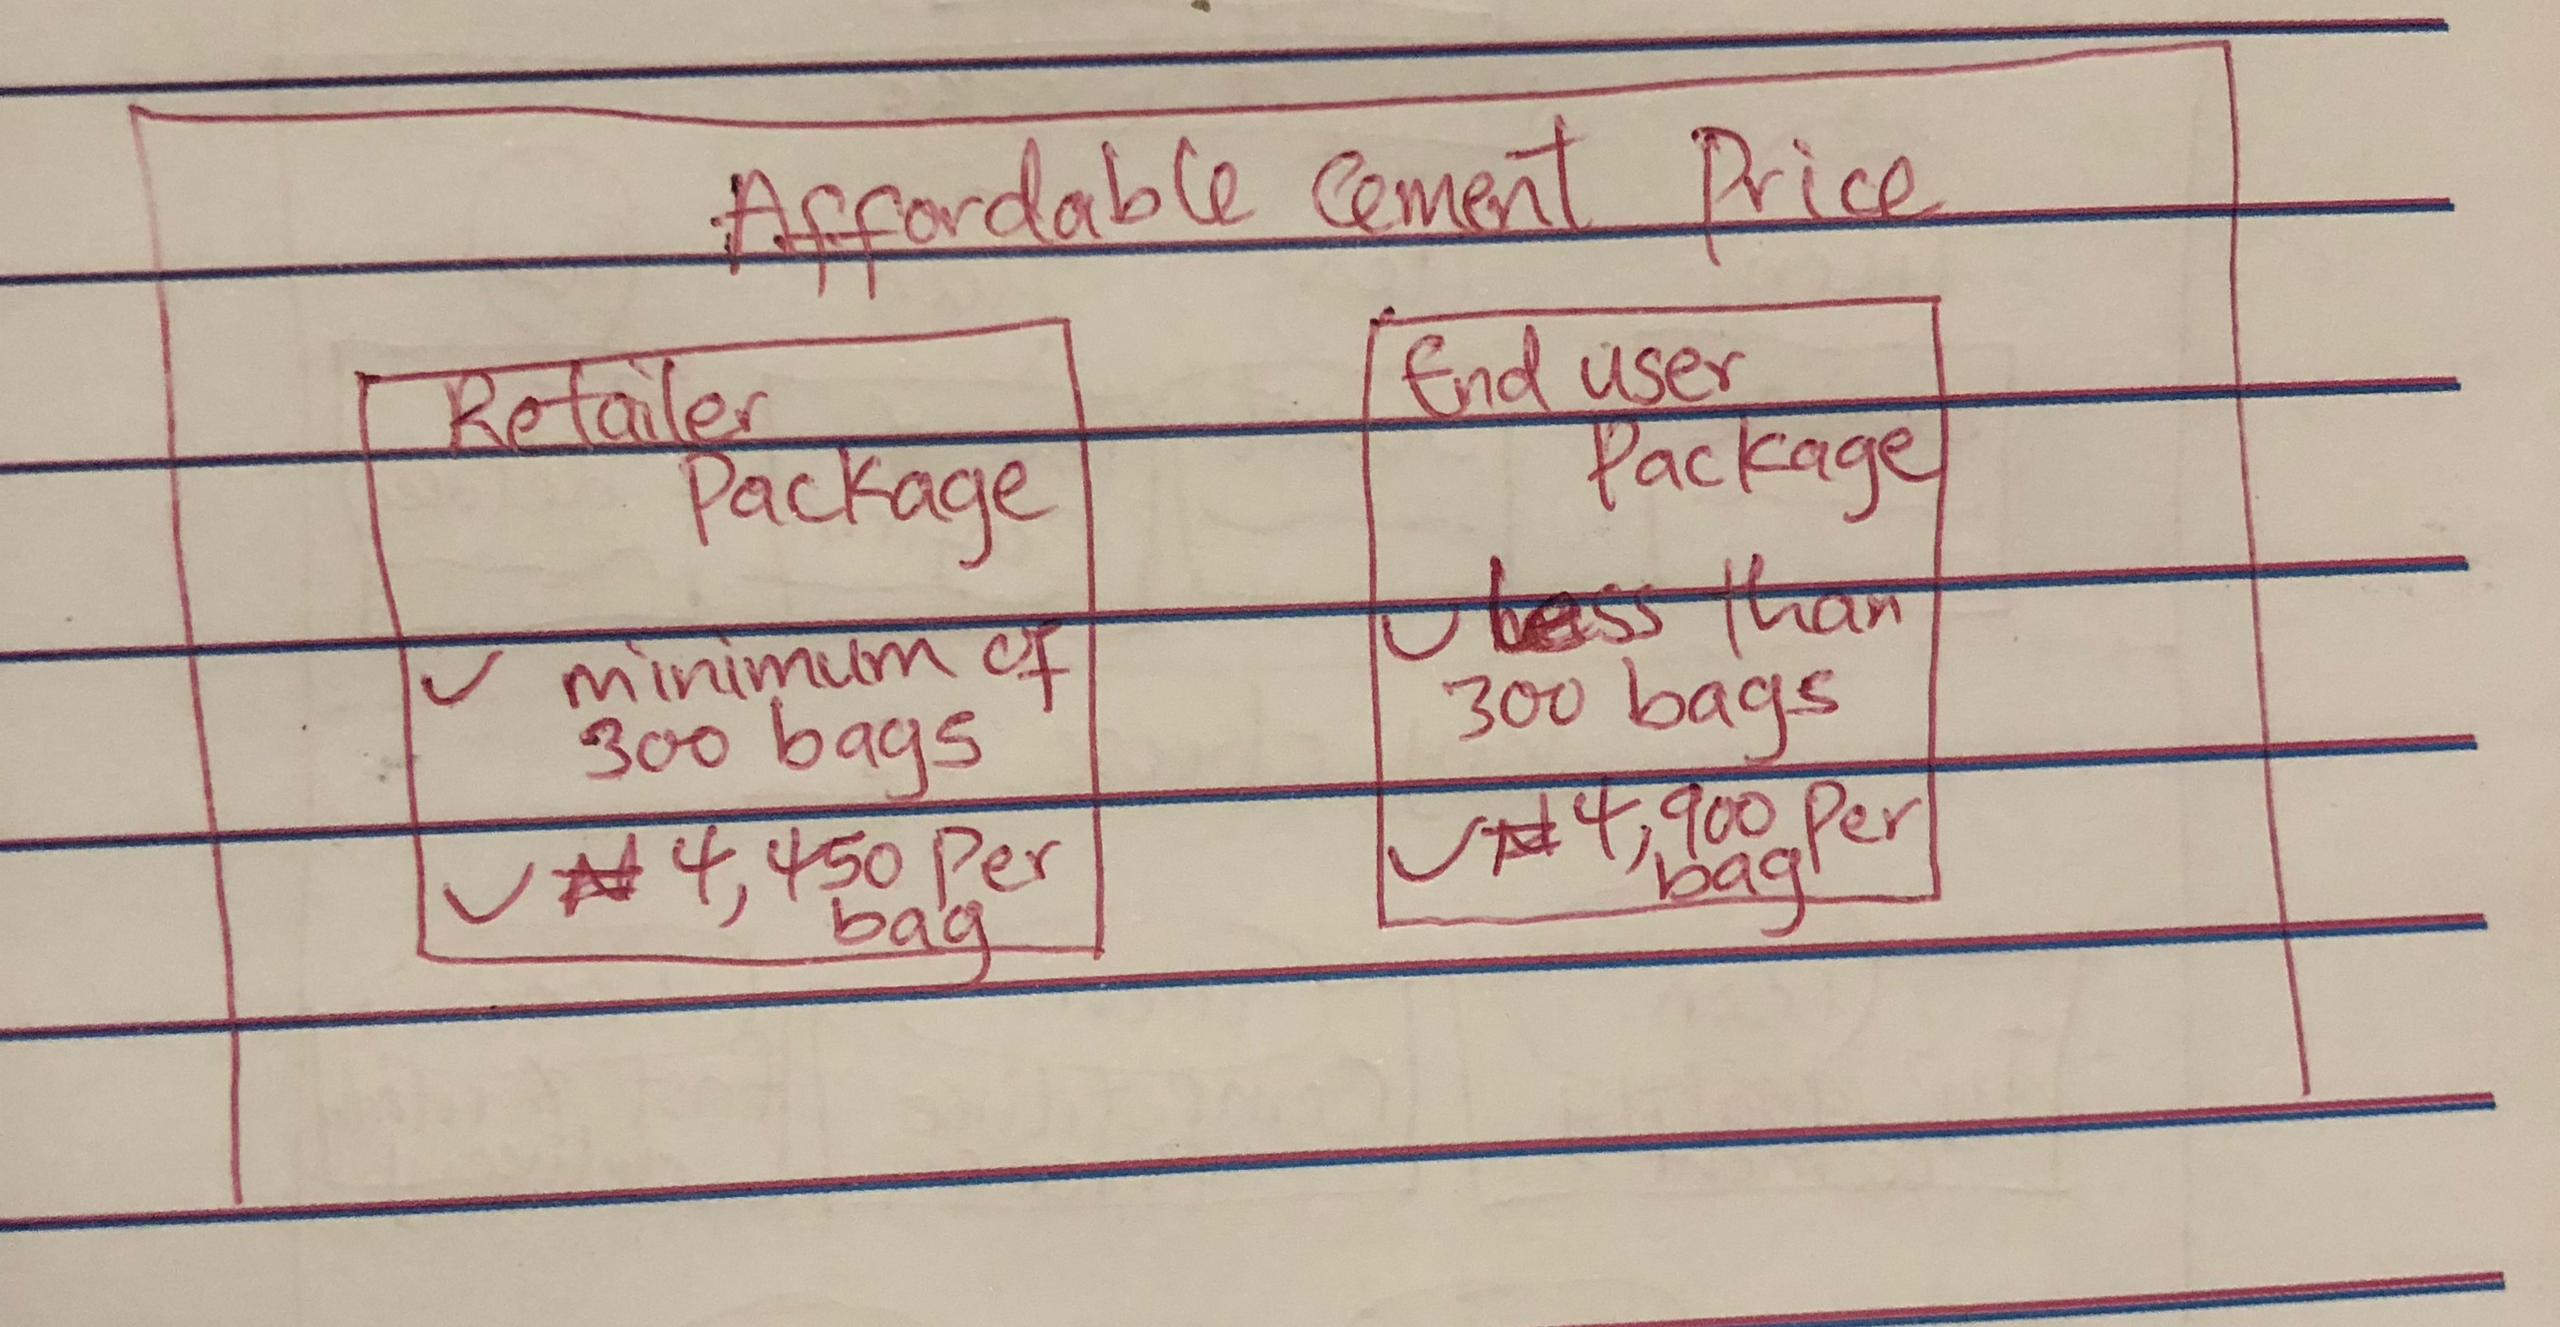 Affordable Cement Price
Retailer
Package
✓ minimum of
300 bags
✓ ₦4,450 Per
bag
End user
Package
✓ Less than
300 bags
✓ ₦4,900 Per
bag